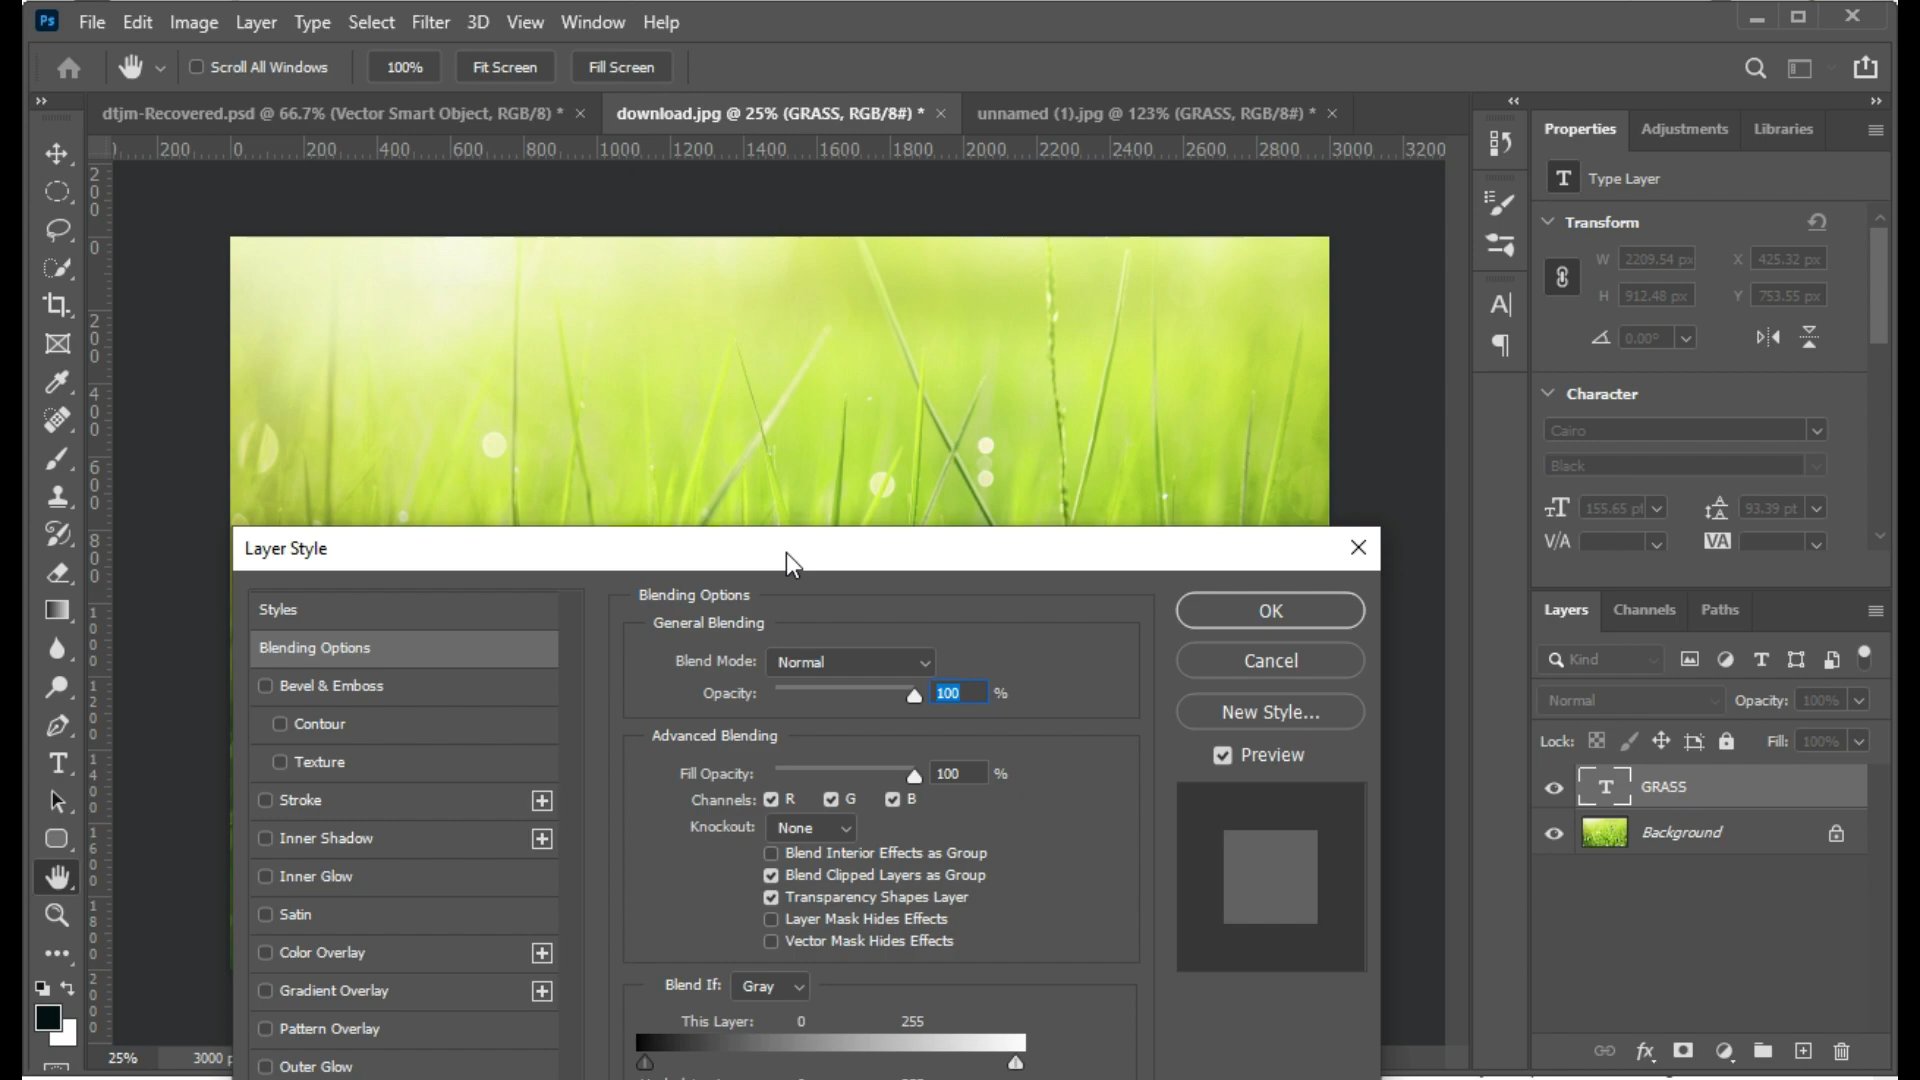 Ps File Edit Image Layer Type Select Filter 3D View Window Help
Scroll All Windows 100% Fit Screen Fill Screen
dtjm-Recovered.psd @ 66.7% (Vector Smart Object, RGB/8) * × download.jpg @ 25% (GRASS, RGB/8#) * × unnamed (1).jpg @ 123% (GRASS, RGB/8#) * ×
200 0 200 400 600 800 1000 1200 1400 1600 1800 2000 2200 2400 2600 2800 3000 3200
Properties Adjustments Libraries
T Type Layer
Transform
W 2209.54 px X 425.32 px
H 912.48 px Y 753.55 px
0.00°
Character
Cairo
Black
155.65 pt 93.39 pt
V/A VA
Layer Style
Styles
Blending Options
Bevel & Emboss
Contour
Texture
Stroke
Inner Shadow
Inner Glow
Satin
Color Overlay
Gradient Overlay
Pattern Overlay
Outer Glow
Blending Options
General Blending
Blend Mode: Normal
Opacity: 100 %
Advanced Blending
Fill Opacity: 100 %
Channels: R G B
Knockout: None
Blend Interior Effects as Group
Blend Clipped Layers as Group
Transparency Shapes Layer
Layer Mask Hides Effects
Vector Mask Hides Effects
Blend If: Gray
This Layer: 0 255
OK
Cancel
New Style...
Preview
Layers Channels Paths
Kind
Normal Opacity: 100%
Lock: Fill: 100%
T GRASS
Background
fx
25% 3000 p